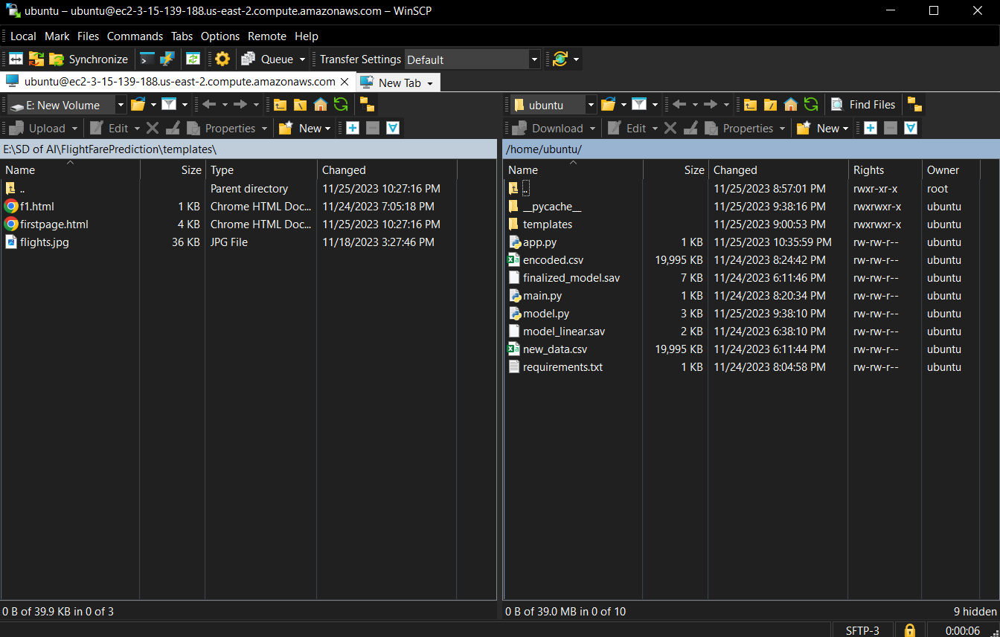 ubuntu – ubuntu@ec2-3-15-139-188.us-east-2.compute.amazonaws.com – WinSCP
Local Mark Files Commands Tabs Options Remote Help
Synchronize Queue Transfer Settings Default
ubuntu@ec2-3-15-139-188.us-east-2.compute.amazonaws.com New Tab
E: New Volume
Upload Edit Properties New
E:\SD of AI\FlightFarePrediction\templates\
Name Size Type Changed
.. Parent directory 11/25/2023 10:27:16 PM
f1.html 1 KB Chrome HTML Doc... 11/24/2023 7:05:18 PM
firstpage.html 4 KB Chrome HTML Doc... 11/25/2023 10:27:16 PM
flights.jpg 36 KB JPG File 11/18/2023 3:27:46 PM
0 B of 39.9 KB in 0 of 3
ubuntu Find Files
Download Edit Properties New
/home/ubuntu/
Name Size Changed Rights Owner
.. 11/25/2023 8:57:01 PM rwxr-xr-x root
__pycache__ 11/25/2023 9:38:16 PM rwxrwxr-x ubuntu
templates 11/25/2023 9:00:53 PM rwxrwxr-x ubuntu
app.py 1 KB 11/25/2023 10:35:59 PM rw-rw-r-- ubuntu
encoded.csv 19,995 KB 11/24/2023 8:24:42 PM rw-rw-r-- ubuntu
finalized_model.sav 7 KB 11/24/2023 6:11:46 PM rw-rw-r-- ubuntu
main.py 1 KB 11/24/2023 8:20:34 PM rw-rw-r-- ubuntu
model.py 3 KB 11/25/2023 9:38:10 PM rw-rw-r-- ubuntu
model_linear.sav 2 KB 11/24/2023 6:38:10 PM rw-rw-r-- ubuntu
new_data.csv 19,995 KB 11/24/2023 6:11:44 PM rw-rw-r-- ubuntu
requirements.txt 1 KB 11/24/2023 8:04:58 PM rw-rw-r-- ubuntu
0 B of 39.0 MB in 0 of 10 9 hidden
SFTP-3 0:00:06